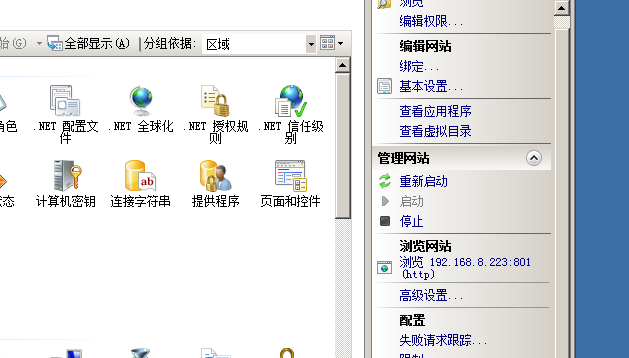 始(G)
全部显示(A)
分组依据:
区域
角色
.NET 配置文件
.NET 全球化
.NET 授权规则
.NET 信任级别
状态
计算机密钥
连接字符串
提供程序
页面和控件
浏览
编辑权限...
编辑网站
绑定...
基本设置...
查看应用程序
查看虚拟目录
管理网站
重新启动
启动
停止
浏览网站
浏览 192.168.8.223:801
(http)
高级设置...
配置
失败请求跟踪...
限制...